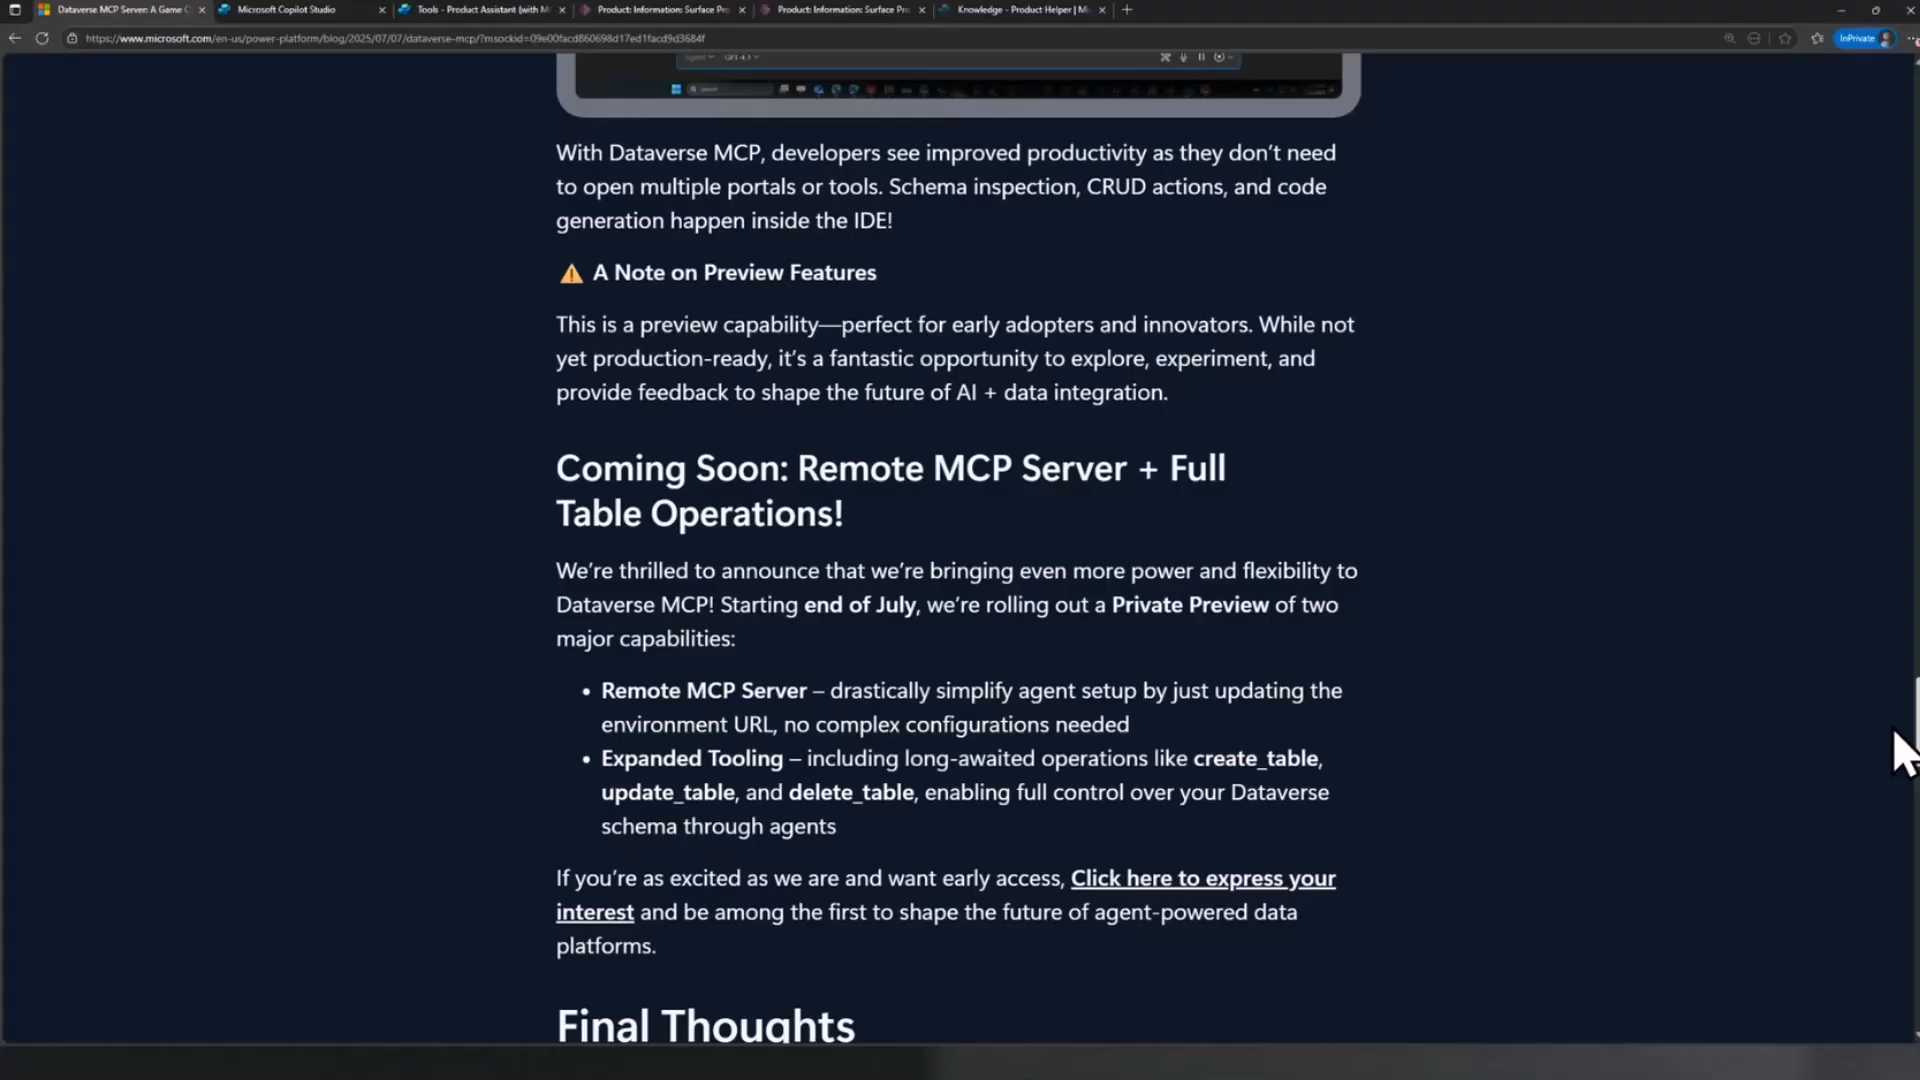 Dataverse MCP Server: A Game C
Microsoft Copilot Studio
Tools - Product Assistant (with M
Product: Information: Surface Pro
Product: Information: Surface Pro
Knowledge - Product Helper | Mi
https://www.microsoft.com/en-us/power-platform/blog/2025/07/07/dataverse-mcp/?msockid=09e00facd860698d17ed1facd9d3684f
InPrivate
Agent GPT-4.1
With Dataverse MCP, developers see improved productivity as they don’t need
to open multiple portals or tools. Schema inspection, CRUD actions, and code
generation happen inside the IDE!
⚠ A Note on Preview Features
This is a preview capability—perfect for early adopters and innovators. While not
yet production-ready, it’s a fantastic opportunity to explore, experiment, and
provide feedback to shape the future of AI + data integration.
Coming Soon: Remote MCP Server + Full
Table Operations!
We’re thrilled to announce that we’re bringing even more power and flexibility to
Dataverse MCP! Starting end of July, we’re rolling out a Private Preview of two
major capabilities:
• Remote MCP Server – drastically simplify agent setup by just updating the
environment URL, no complex configurations needed
• Expanded Tooling – including long-awaited operations like create_table,
update_table, and delete_table, enabling full control over your Dataverse
schema through agents
If you’re as excited as we are and want early access, Click here to express your
interest and be among the first to shape the future of agent-powered data
platforms.
Final Thoughts